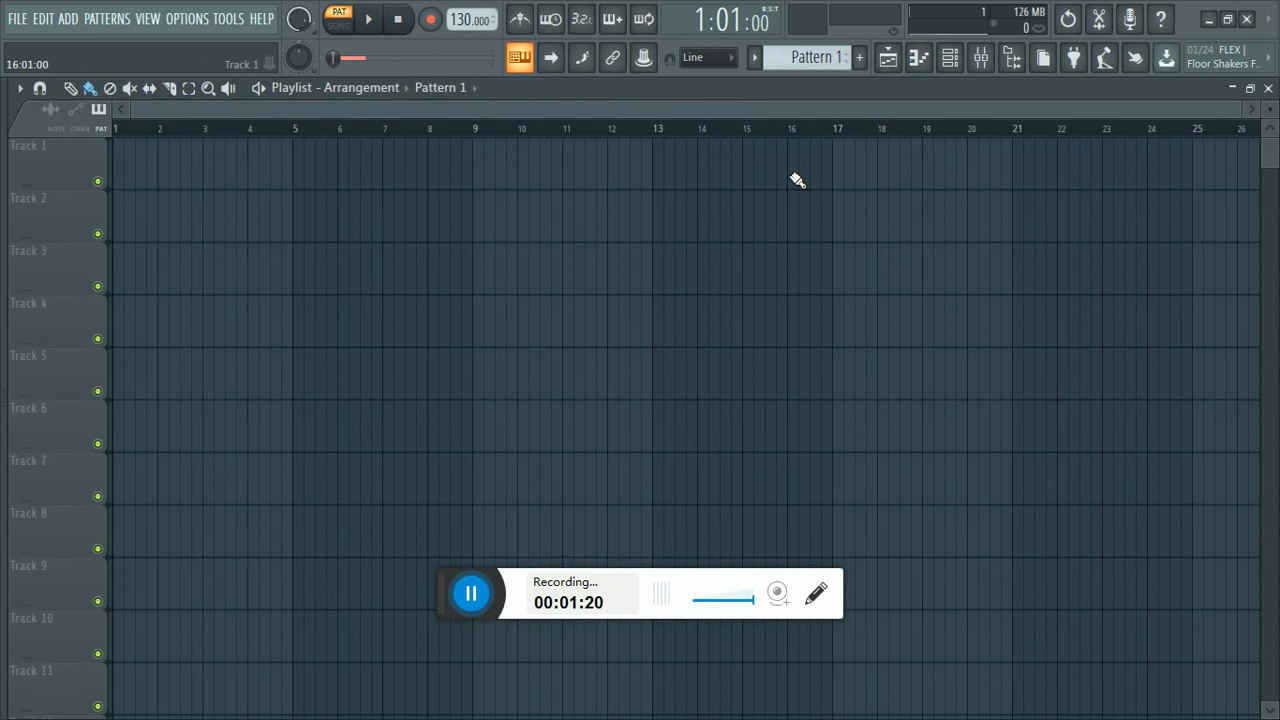 FILE EDIT ADD PATTERNS VIEW OPTIONS TOOLS HELP
PAT
SONG
130.000
3.2
1:01:00
B:S:T
1
126 MB
0
16:01:00
Track 1
Line
Pattern 1
01/24 FLEX |
Floor Shakers F...
Playlist - Arrangement
Pattern 1
NOTE CHAN PAT
1 2 3 4 5 6 7 8 9 10 11 12 13 14 15 16 17 18 19 20 21 22 23 24 25 26
Track 1
Track 2
Track 3
Track 4
Track 5
Track 6
Track 7
Track 8
Track 9
Track 10
Track 11
Recording...
00:01:20